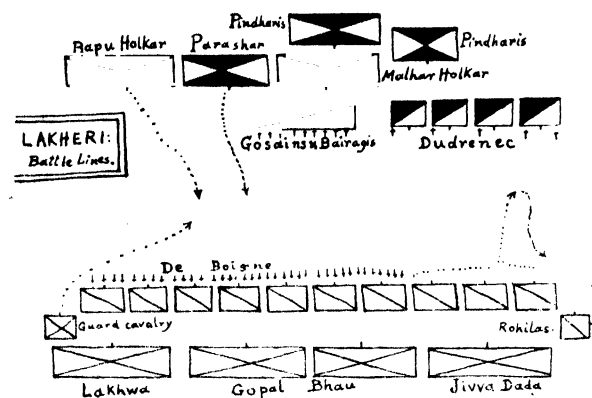 Pindharis
Bapu Holkar
Parashar
Pindharis
Malhar Holkar
LAKHERI:
Battle Lines.
Gosains & Bairagis
Dudrenec
De Boigne
Guard cavalry
Rohilas.
Lakhwa
Gopal Bhau
Jivva Dada